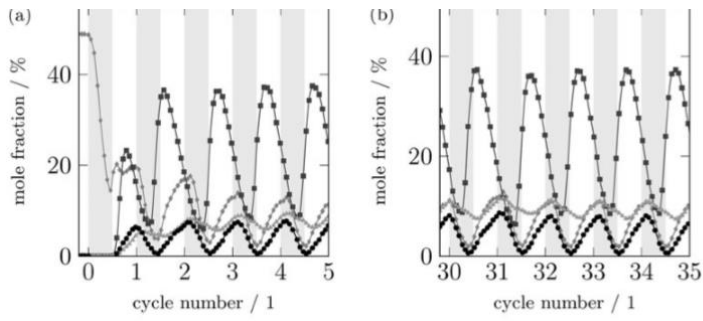 (a)
mole fraction / %
40
20
0
0 1 2 3 4 5
cycle number / 1
(b)
mole fraction / %
40
20
0
30 31 32 33 34 35
cycle number / 1